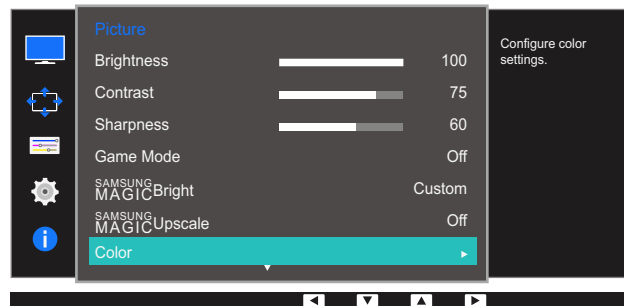 Picture
Brightness 100
Contrast 75
Sharpness 60
Game Mode Off
SAMSUNG MAGIC Bright Custom
SAMSUNG MAGIC Upscale Off
Color
Configure color
settings.